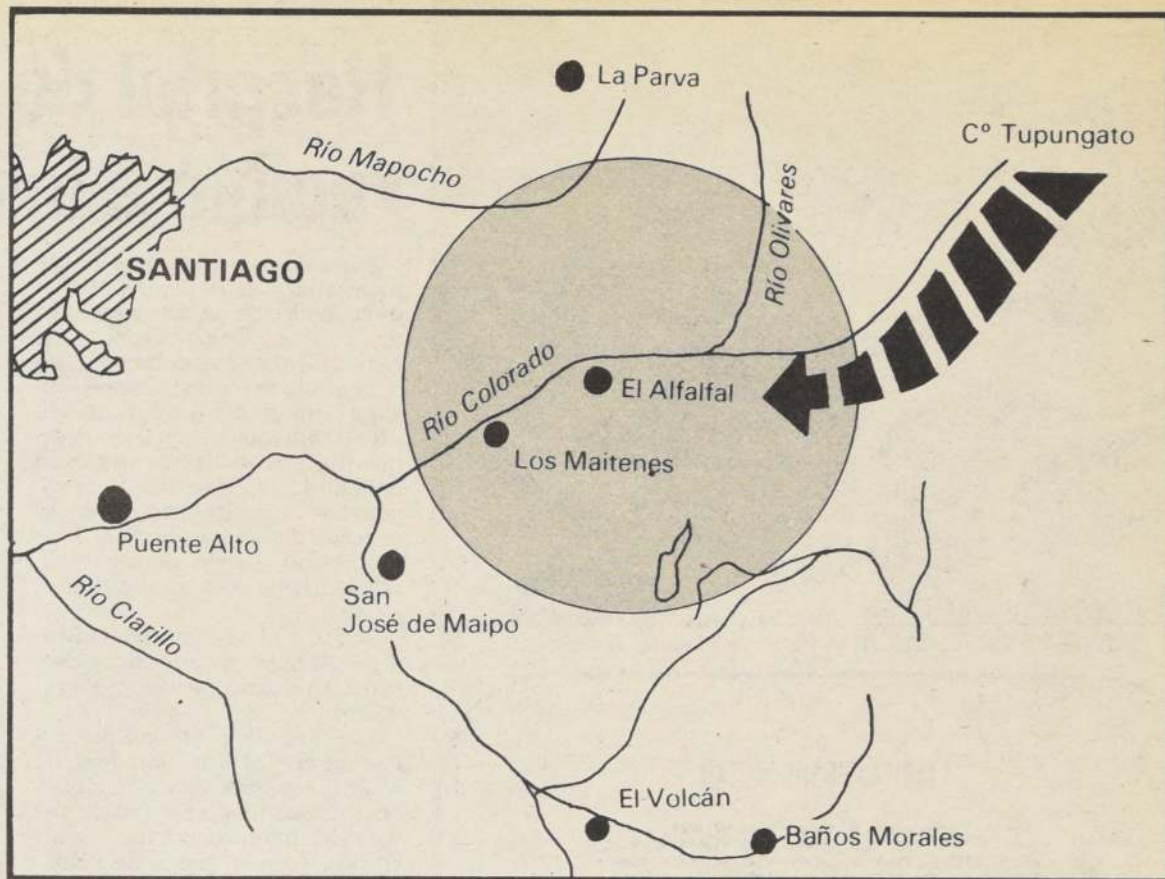 La Parva
Cº Tupungato
Río Mapocho
Río Olivares
SANTIAGO
Río Colorado
El Alfalfal
Los Maitenes
Puente Alto
San
José de Maipo
Río Clarillo
El Volcán
Baños Morales